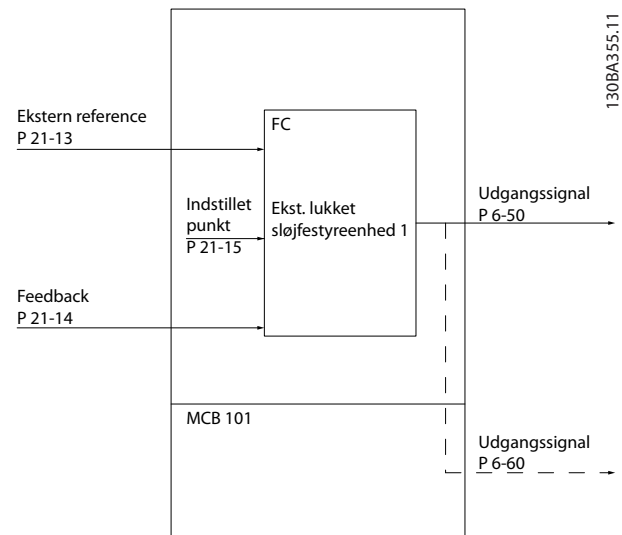 130BA355.11
Ekstern reference
P 21-13
FC
Indstillet
punkt
P 21-15
Ekst. lukket
sløjfestyreenhed 1
Udgangssignal
P 6-50
Feedback
P 21-14
MCB 101
Udgangssignal
P 6-60